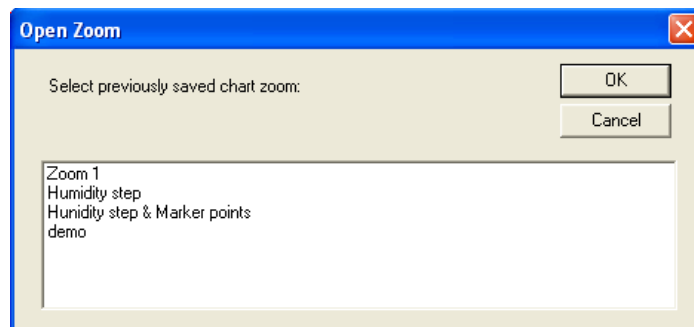 Open Zoom
Select previously saved chart zoom:
OK
Cancel
Zoom 1
Humidity step
Hunidity step & Marker points
demo